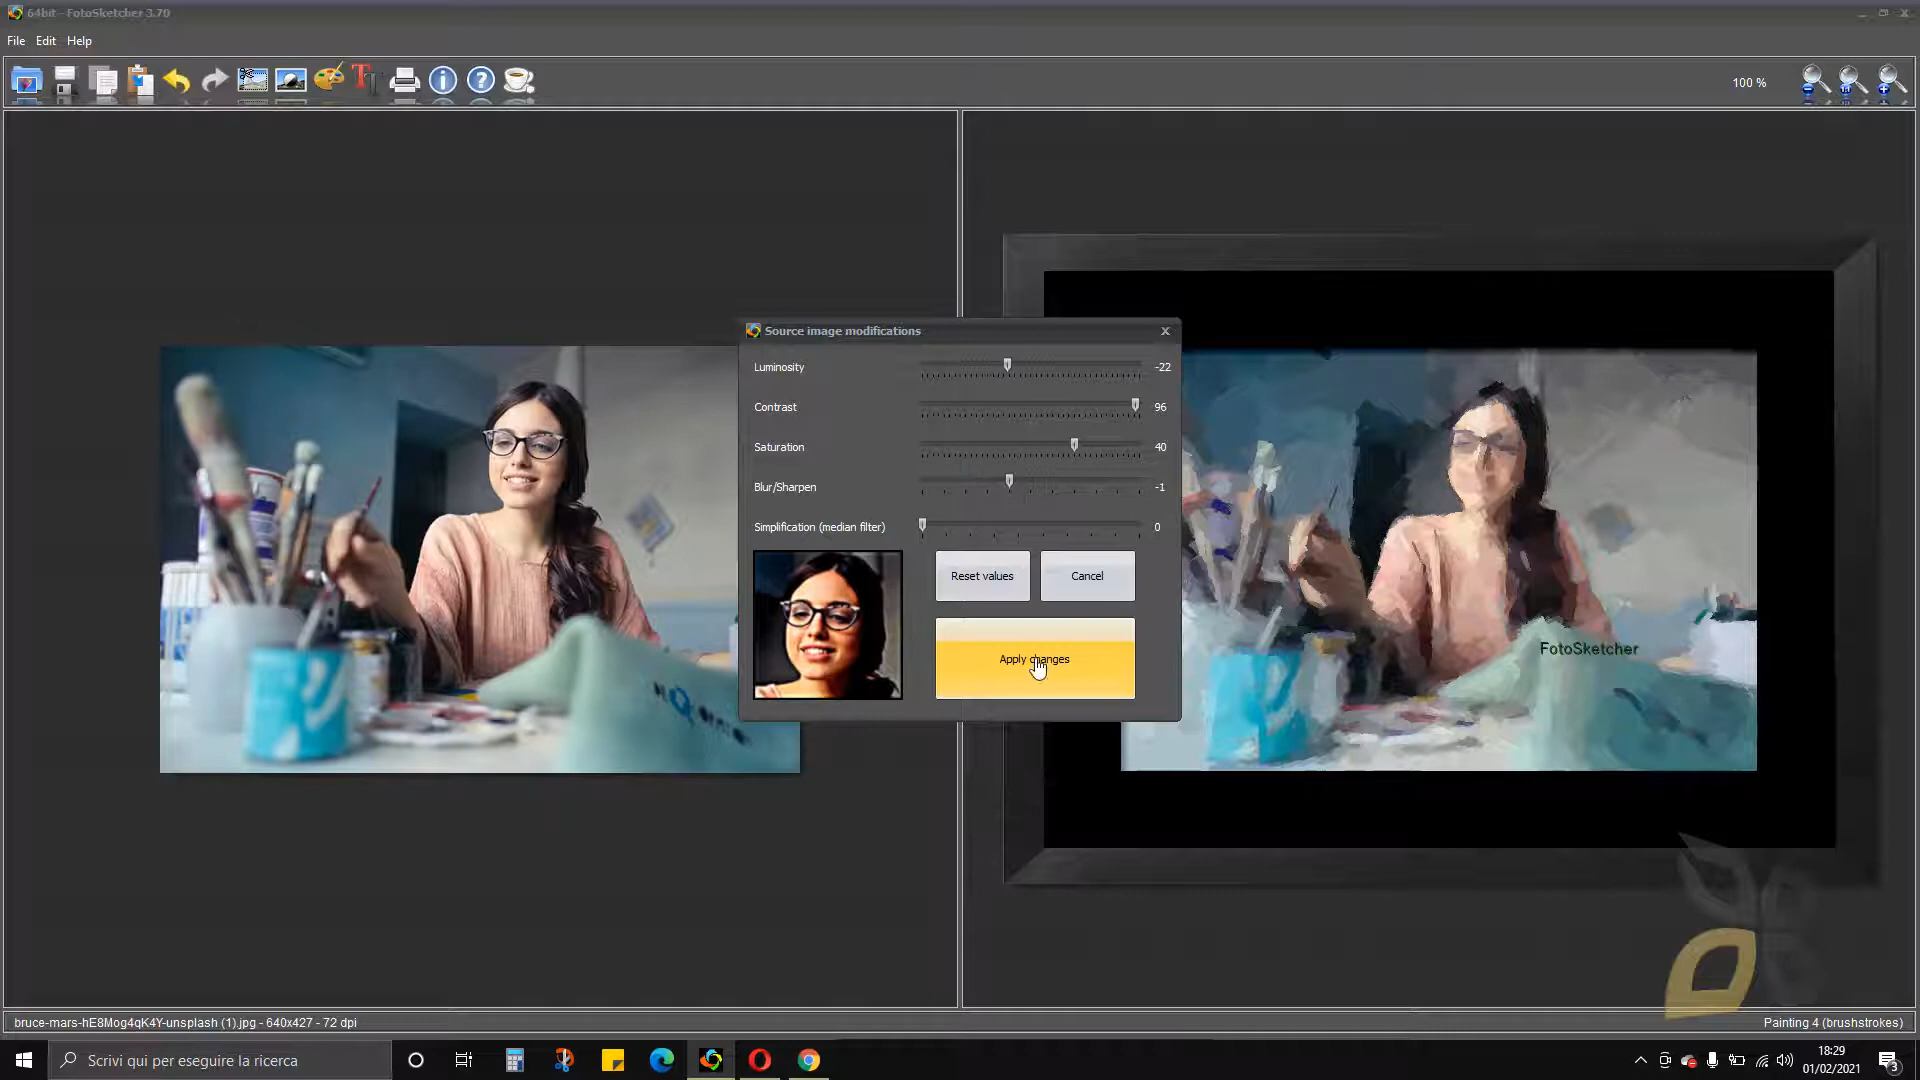 64bit - FotoSketcher 3.70
File Edit Help
100 %
Source image modifications
Luminosity -22
Contrast 96
Saturation 40
Blur/Sharpen -1
Simplification (median filter) 0
Reset values Cancel
Apply changes
FotoSketcher
bruce-mars-hE8Mog4qK4Y-unsplash (1).jpg - 640x427 - 72 dpi
Painting 4 (brushstrokes)
Scrivi qui per eseguire la ricerca
18:29
01/02/2021
3